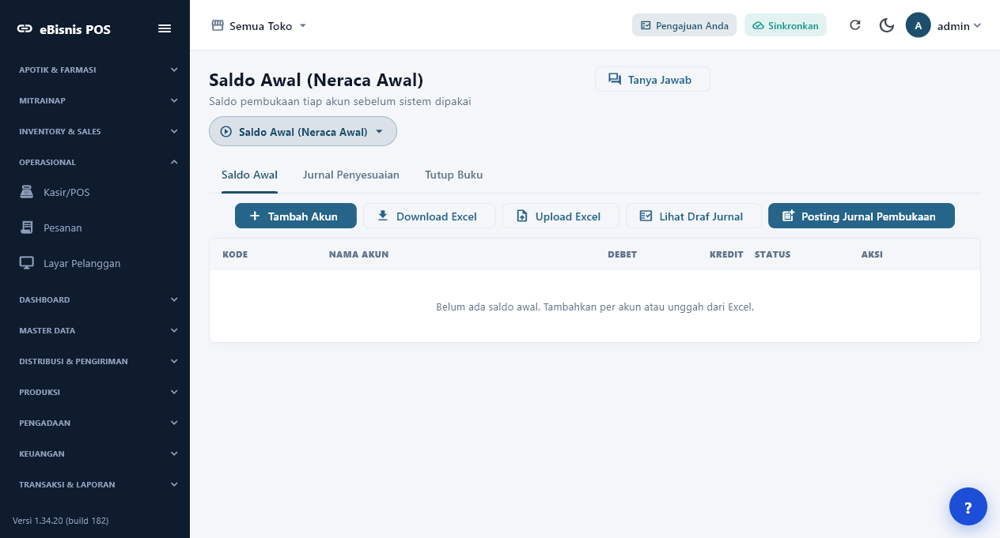 eBisnis POS
APOTIK & FARMASI
MITRAINAP
INVENTORY & SALES
OPERASIONAL
Kasir/POS
Pesanan
Layar Pelanggan
DASHBOARD
MASTER DATA
DISTRIBUSI & PENGIRIMAN
PRODUKSI
PENGADAAN
KEUANGAN
TRANSAKSI & LAPORAN
Versi 1.34.20 (build 182)
Semua Toko
Pengajuan Anda
Sinkronkan
A
admin
Saldo Awal (Neraca Awal)
Tanya Jawab
Saldo pembukaan tiap akun sebelum sistem dipakai
Saldo Awal (Neraca Awal)
Saldo Awal
Jurnal Penyesuaian
Tutup Buku
Tambah Akun
Download Excel
Upload Excel
Lihat Draf Jurnal
Posting Jurnal Pembukaan
KODE
NAMA AKUN
DEBET
KREDIT
STATUS
AKSI
Belum ada saldo awal. Tambahkan per akun atau unggah dari Excel.
?